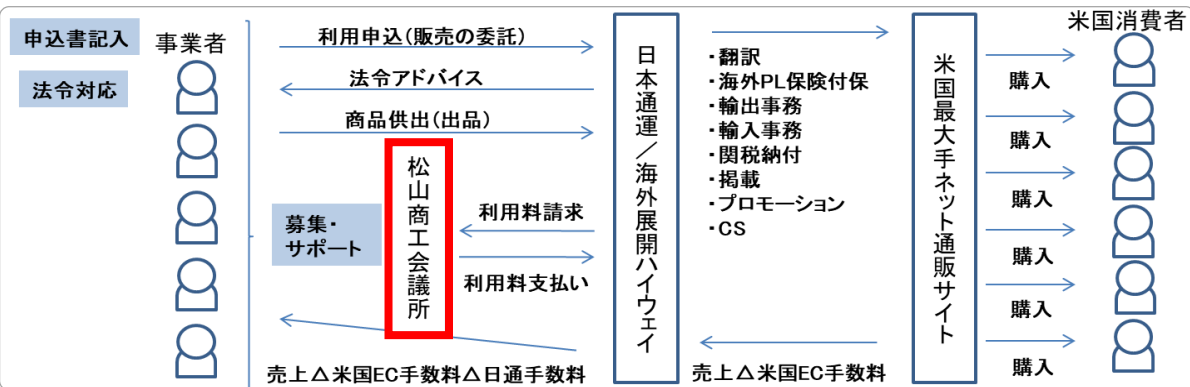 申込書記入
法令対応
事業者
利用申込(販売の委託)
法令アドバイス
商品供出(出品)
募集・
サポート
松山商工会議所
利用料請求
利用料支払い
売上△米国EC手数料△日通手数料
日本通運/海外展開ハイウェイ
・翻訳
・海外PL保険付保
・輸出事務
・輸入事務
・関税納付
・掲載
・プロモーション
・CS
売上△米国EC手数料
米国最大手ネット通販サイト
米国消費者
購入
購入
購入
購入
購入
購入